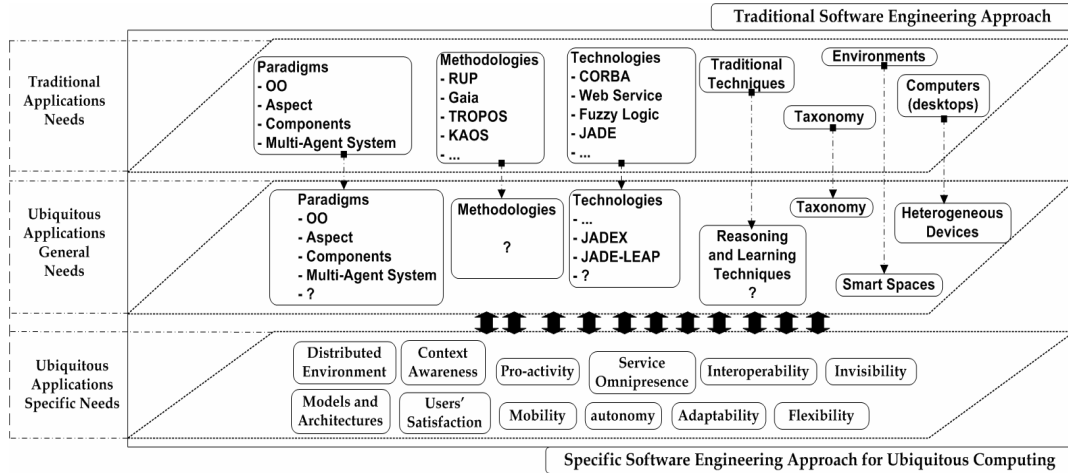 Traditional Software Engineering Approach
Traditional
Applications
Needs
Paradigms
- OO
- Aspect
- Components
- Multi-Agent System
Methodologies
- RUP
- Gaia
- TROPOS
- KAOS
- ...
Technologies
- CORBA
- Web Service
- Fuzzy Logic
- JADE
- ...
Traditional
Techniques
Taxonomy
Environments
Computers
(desktops)
Ubiquitous
Applications
General
Needs
Paradigms
- OO
- Aspect
- Components
- Multi-Agent System
- ?
Methodologies
?
Technologies
- ...
- JADEX
- JADE-LEAP
- ?
Reasoning
and Learning
Techniques
?
Taxonomy
Smart Spaces
Heterogeneous
Devices
Ubiquitous
Applications
Specific Needs
Distributed
Environment
Context
Awareness
Pro-activity
Service
Omnipresence
Interoperability
Invisibility
Models and
Architectures
Users'
Satisfaction
Mobility
autonomy
Adaptability
Flexibility
Specific Software Engineering Approach for Ubiquitous Computing